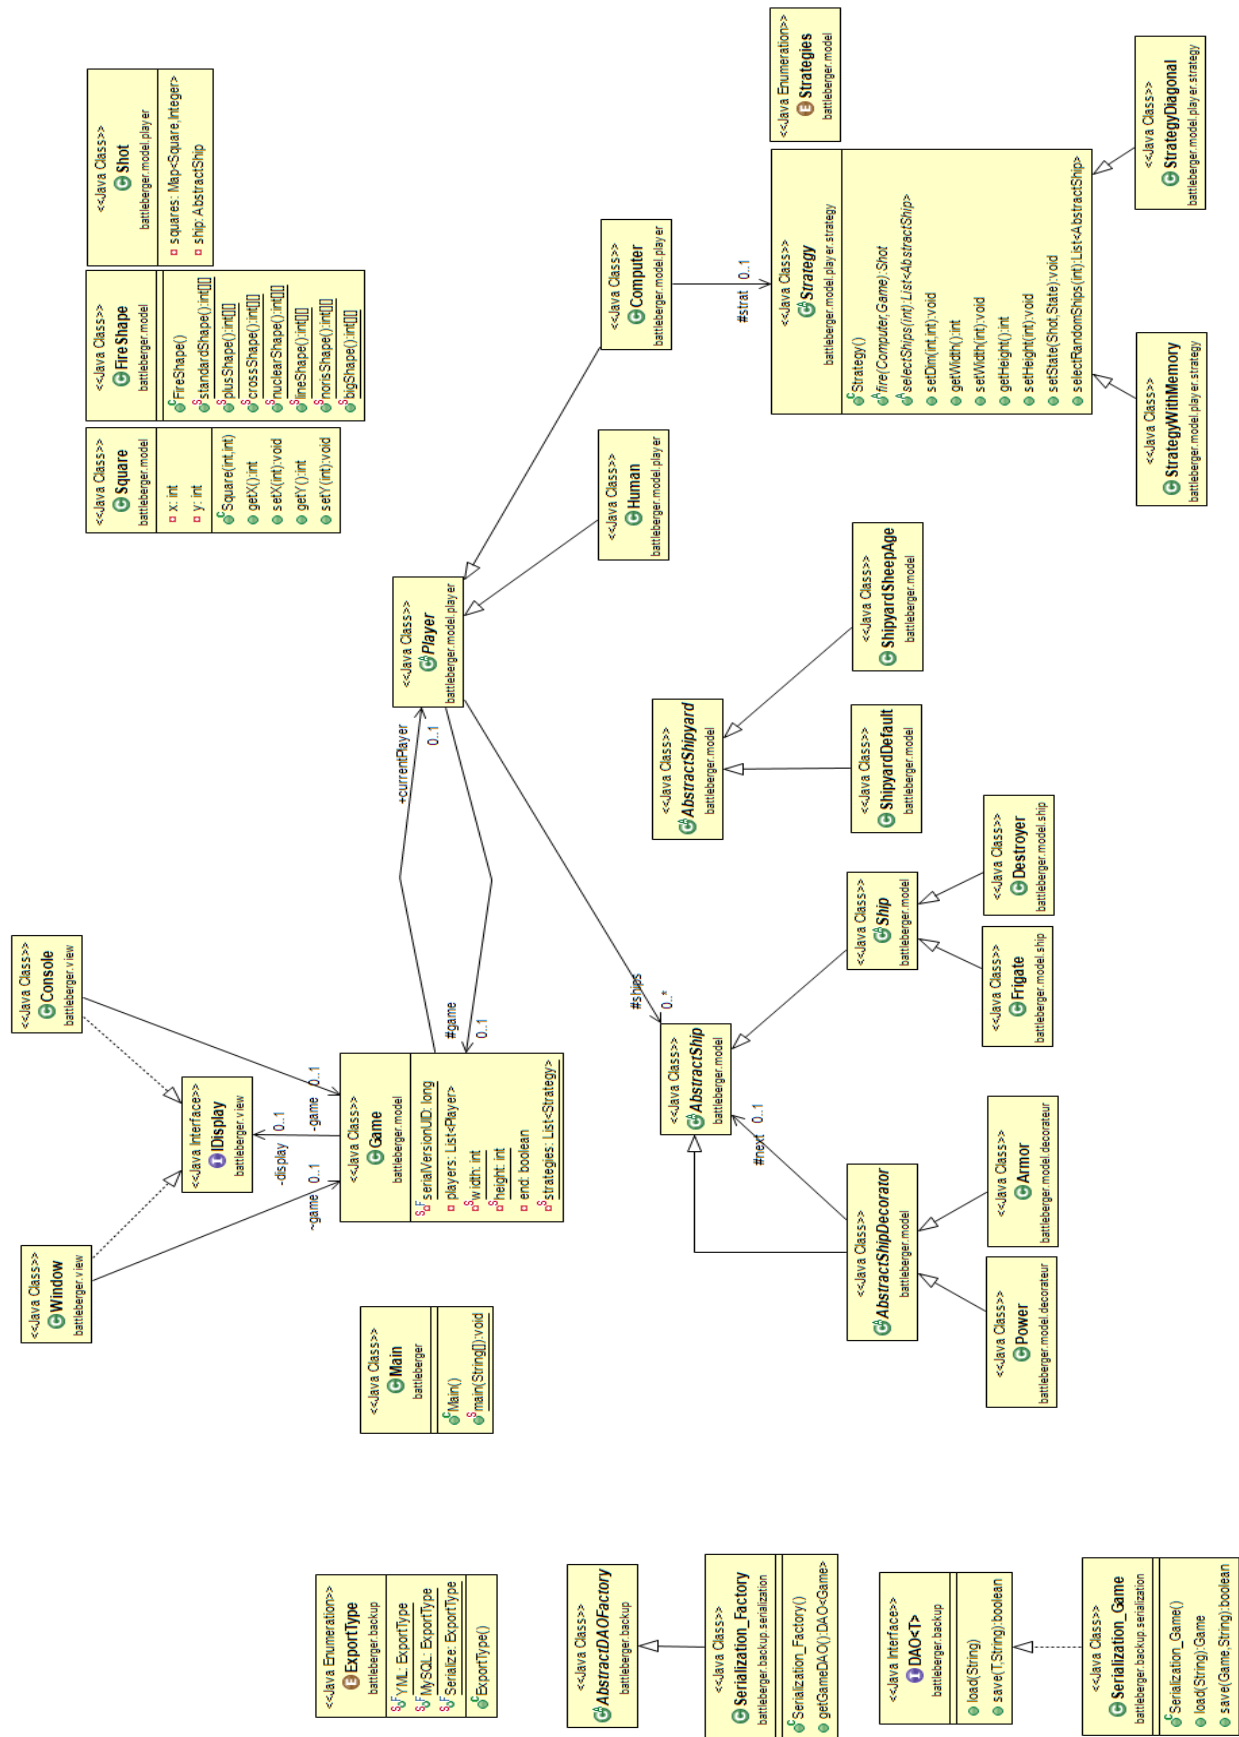 <<Java Class>>
Shot
battleberger.model.player
squares: Map<Square,Integer>
ship: AbstractShip
<<Java Class>>
FireShape
battleberger.model
FireShape()
standardShape():int[][]
plusShape():int[][]
crossShape():int[][]
nuclearShape():int[][]
lineShape():int[][]
norisShape():int[][]
bigShape():int[][]
<<Java Class>>
Square
battleberger.model
x: int
y: int
Square(int,int)
getX():int
setX(int):void
getY():int
setY(int):void
<<Java Enumeration>>
Strategies
battleberger.model
<<Java Class>>
Strategy
battleberger.model.player.strategy
Strategy()
fire(Computer,Game):Shot
selectShips(int):List<AbstractShip>
setDim(int,int):void
getWidth():int
setWidth(int):void
getHeight():int
setHeight(int):void
setState(Shot,State):void
selectRandomShips(int):List<AbstractShip>
<<Java Class>>
StrategyDiagonal
battleberger.model.player.strategy
<<Java Class>>
StrategyWithMemory
battleberger.model.player.strategy
<<Java Class>>
Computer
battleberger.model.player
#strat 0..1
<<Java Class>>
Human
battleberger.model.player
<<Java Class>>
Player
battleberger.model.player
+currentPlayer
0..1
#game
0..1
#ships
0..*
<<Java Class>>
Console
battleberger.view
<<Java Interface>>
IDisplay
battleberger.view
<<Java Class>>
Window
battleberger.view
-display 0..1
-game 0..1
~game 0..1
<<Java Class>>
Game
battleberger.model
serialVersionUID: long
players: List<Player>
width: int
height: int
end: boolean
strategies: List<Strategy>
<<Java Class>>
AbstractShipyard
battleberger.model
<<Java Class>>
ShipyardSheepAge
battleberger.model
<<Java Class>>
ShipyardDefault
battleberger.model
<<Java Class>>
AbstractShip
battleberger.model
#next 0..1
<<Java Class>>
Ship
battleberger.model
<<Java Class>>
Destroyer
battleberger.model.ship
<<Java Class>>
Frigate
battleberger.model.ship
<<Java Class>>
AbstractShipDecorator
battleberger.model
<<Java Class>>
Armor
battleberger.model.decorateur
<<Java Class>>
Power
battleberger.model.decorateur
<<Java Class>>
Main
battleberger
Main()
main(String[]):void
<<Java Enumeration>>
ExportType
battleberger.backup
YML: ExportType
MySQL: ExportType
Serialize: ExportType
ExportType()
<<Java Class>>
AbstractDAOFactory
battleberger.backup
<<Java Class>>
Serialization_Factory
battleberger.backup.serialization
Serialization_Factory()
getGameDAO():DAO<Game>
<<Java Interface>>
DAO<T>
battleberger.backup
load(String)
save(T,String):boolean
<<Java Class>>
Serialization_Game
battleberger.backup.serialization
Serialization_Game()
load(String):Game
save(Game,String):boolean